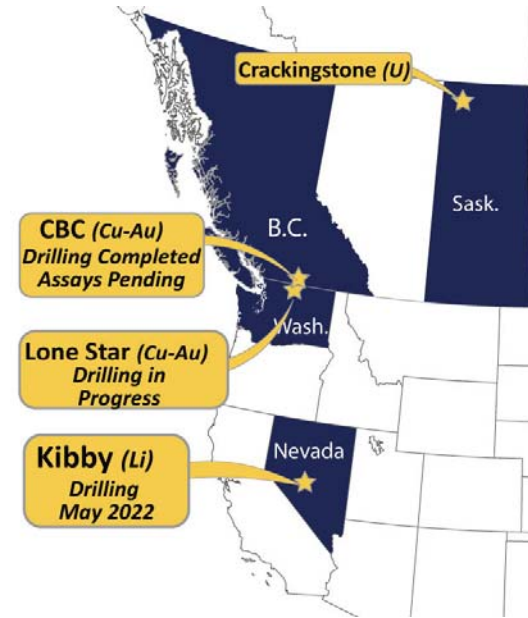 Crackingstone (U)
Sask.
B.C.
CBC (Cu-Au)
Drilling Completed
Assays Pending
Wash.
Lone Star (Cu-Au)
Drilling in
Progress
Nevada
Kibby (Li)
Drilling
May 2022